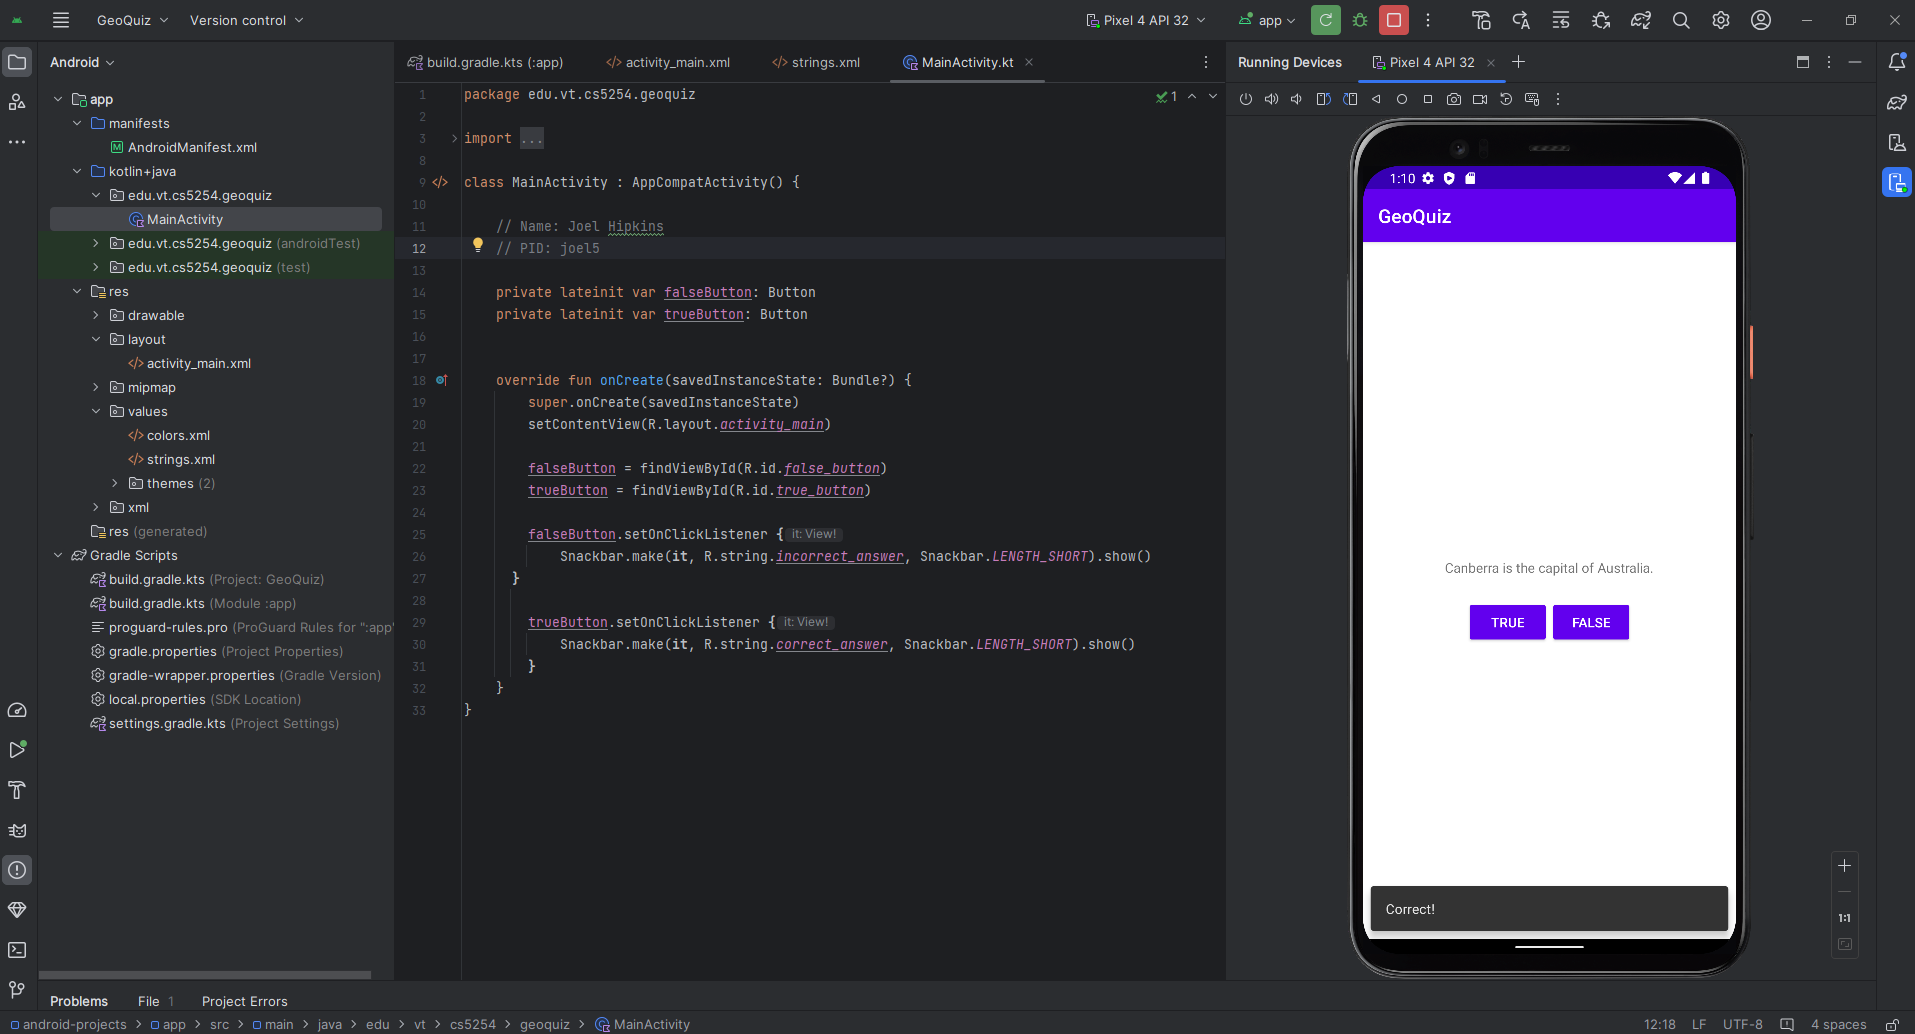 GeoQuiz
Version control
Pixel 4 API 32
app
Android
app
manifests
AndroidManifest.xml
kotlin+java
edu.vt.cs5254.geoquiz
MainActivity
edu.vt.cs5254.geoquiz (androidTest)
edu.vt.cs5254.geoquiz (test)
res
drawable
layout
activity_main.xml
mipmap
values
colors.xml
strings.xml
themes (2)
xml
res (generated)
Gradle Scripts
build.gradle.kts (Project: GeoQuiz)
build.gradle.kts (Module :app)
proguard-rules.pro (ProGuard Rules for ":app"
gradle.properties (Project Properties)
gradle-wrapper.properties (Gradle Version)
local.properties (SDK Location)
settings.gradle.kts (Project Settings)
build.gradle.kts (:app)
activity_main.xml
strings.xml
MainActivity.kt
1
1 package edu.vt.cs5254.geoquiz
2
3 import ...
8
9 class MainActivity : AppCompatActivity() {
10
11 // Name: Joel Hipkins
12 // PID: joel5
13
14 private lateinit var falseButton: Button
15 private lateinit var trueButton: Button
16
17
18 override fun onCreate(savedInstanceState: Bundle?) {
19 super.onCreate(savedInstanceState)
20 setContentView(R.layout.activity_main)
21
22 falseButton = findViewById(R.id.false_button)
23 trueButton = findViewById(R.id.true_button)
24
25 falseButton.setOnClickListener { it: View!
26 Snackbar.make(it, R.string.incorrect_answer, Snackbar.LENGTH_SHORT).show()
27 }
28
29 trueButton.setOnClickListener { it: View!
30 Snackbar.make(it, R.string.correct_answer, Snackbar.LENGTH_SHORT).show()
31 }
32 }
33 }
Running Devices
Pixel 4 API 32
1:10
GeoQuiz
Canberra is the capital of Australia.
TRUE
FALSE
Correct!
1:1
Problems
File 1
Project Errors
android-projects > app > src > main > java > edu > vt > cs5254 > geoquiz > MainActivity
12:18
LF
UTF-8
4 spaces